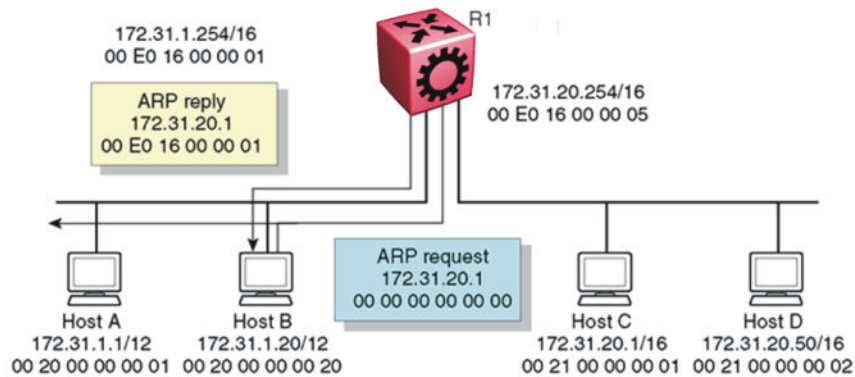 R1
172.31.1.254/16
00 E0 16 00 00 01
172.31.20.254/16
00 E0 16 00 00 05
ARP reply
172.31.20.1
00 E0 16 00 00 01
ARP request
172.31.20.1
00 00 00 00 00 00
Host A
172.31.1.1/12
00 20 00 00 00 01
Host B
172.31.1.20/12
00 20 00 00 00 20
Host C
172.31.20.1/16
00 21 00 00 00 01
Host D
172.31.20.50/16
00 21 00 00 00 02